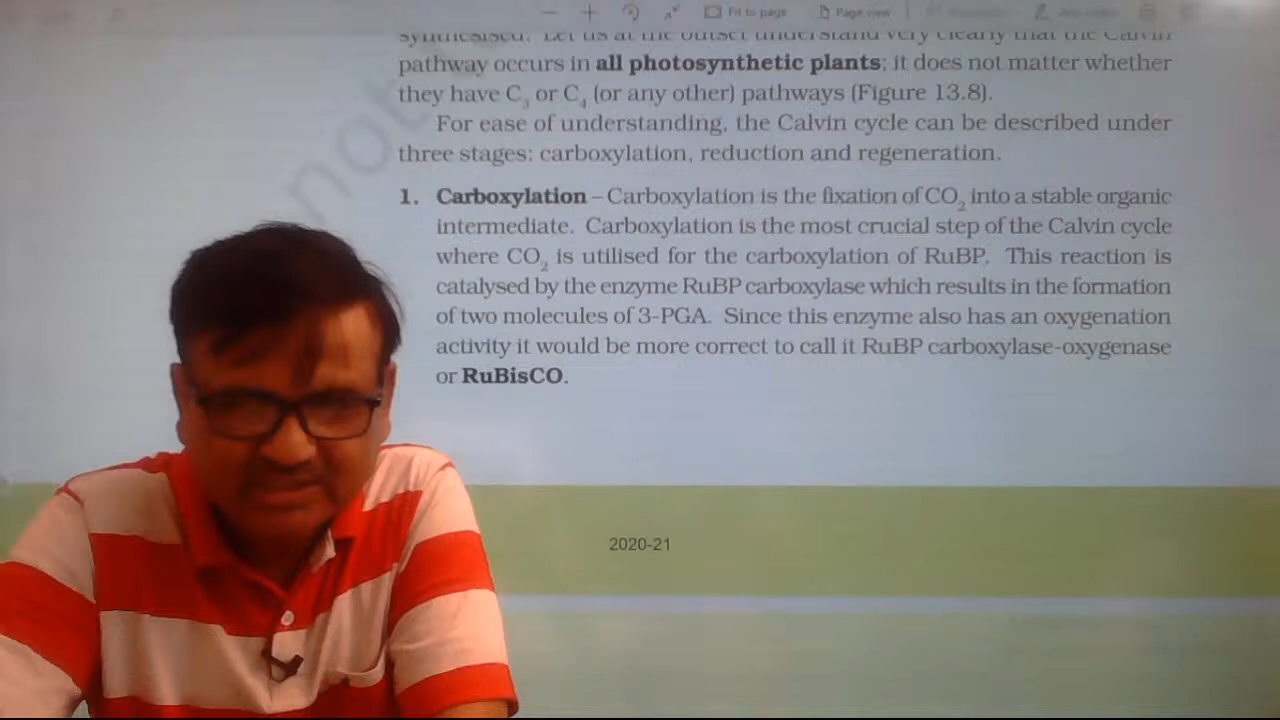 Fit to page Page view
synthesised. Let us at the outset understand very clearly that the Calvin
pathway occurs in all photosynthetic plants; it does not matter whether
they have C₃ or C₄ (or any other) pathways (Figure 13.8).
For ease of understanding, the Calvin cycle can be described under
three stages: carboxylation, reduction and regeneration.
1. Carboxylation – Carboxylation is the fixation of CO₂ into a stable organic
intermediate. Carboxylation is the most crucial step of the Calvin cycle
where CO₂ is utilised for the carboxylation of RuBP. This reaction is
catalysed by the enzyme RuBP carboxylase which results in the formation
of two molecules of 3-PGA. Since this enzyme also has an oxygenation
activity it would be more correct to call it RuBP carboxylase-oxygenase
or RuBisCO.
not
2020-21